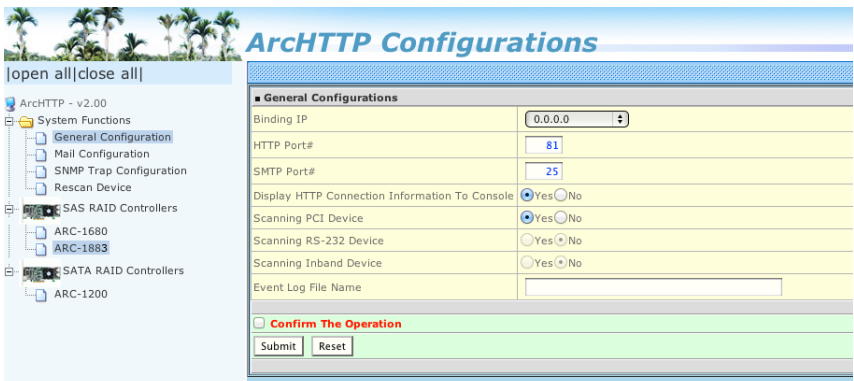 ArcHTTP Configurations
|open all|close all|
ArcHTTP - v2.00
System Functions
General Configuration
Mail Configuration
SNMP Trap Configuration
Rescan Device
SAS RAID Controllers
ARC-1680
ARC-1883
SATA RAID Controllers
ARC-1200
General Configurations
Binding IP 0.0.0.0
HTTP Port# 81
SMTP Port# 25
Display HTTP Connection Information To Console Yes No
Scanning PCI Device Yes No
Scanning RS-232 Device Yes No
Scanning Inband Device Yes No
Event Log File Name
Confirm The Operation
Submit Reset